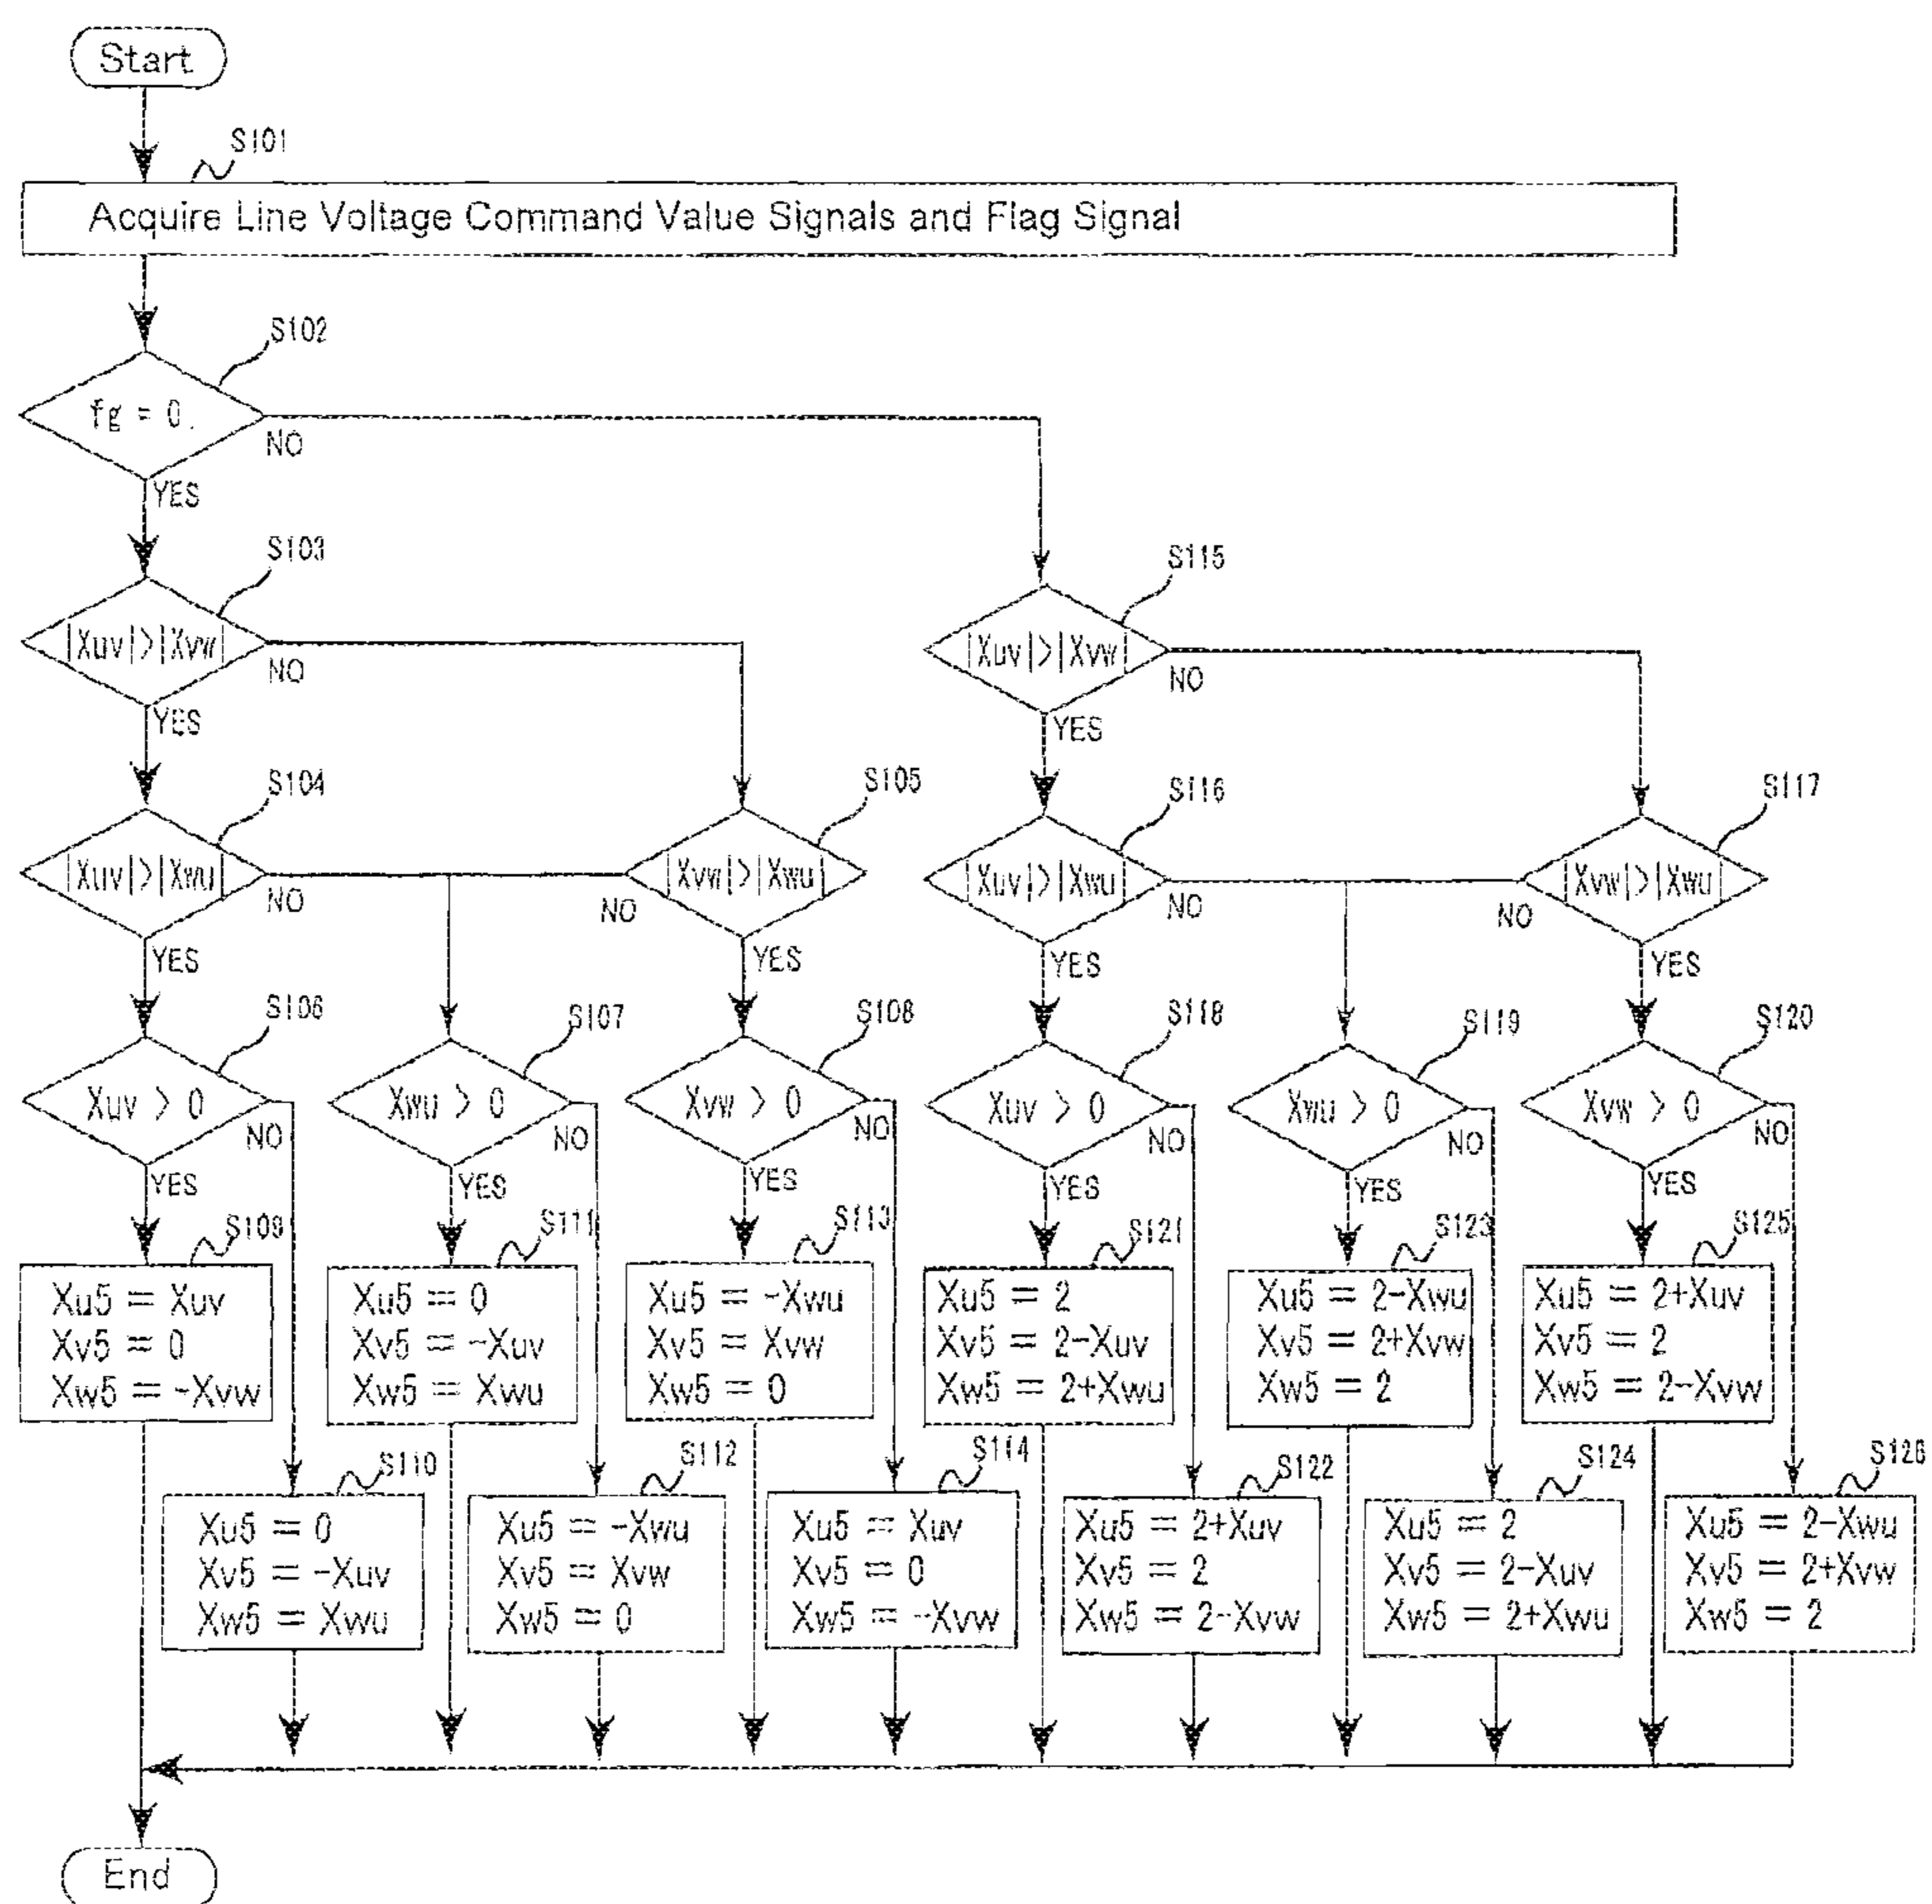 Start
S101
Acquire Line Voltage Command Value Signals and Flag Signal
S102
fg = 0
NO
YES
S103
|Xuv|>|Xvw|
NO
YES
S115
|Xuv|>|Xvw|
NO
YES
S104
|Xuv|>|Xwu|
NO
YES
S105
|Xvw|>|Xwu|
NO
YES
S116
|Xuv|>|Xwu|
NO
YES
S117
|Xvw|>|Xwu|
NO
YES
S106
Xuv > 0
NO
YES
S107
Xwu > 0
NO
YES
S108
Xvw > 0
NO
YES
S118
Xuv > 0
NO
YES
S119
Xwu > 0
NO
YES
S120
Xvw > 0
NO
YES
S109
Xu5 = Xuv
Xv5 = 0
Xw5 = -Xvw
S111
Xu5 = 0
Xv5 = -Xuv
Xw5 = Xwu
S113
Xu5 = -Xwu
Xv5 = Xvw
Xw5 = 0
S121
Xu5 = 2
Xv5 = 2-Xuv
Xw5 = 2+Xwu
S123
Xu5 = 2-Xwu
Xv5 = 2+Xvw
Xw5 = 2
S125
Xu5 = 2+Xuv
Xv5 = 2
Xw5 = 2-Xvw
S110
Xu5 = 0
Xv5 = -Xuv
Xw5 = Xwu
S112
Xu5 = -Xwu
Xv5 = Xvw
Xw5 = 0
S114
Xu5 = Xuv
Xv5 = 0
Xw5 = -Xvw
S122
Xu5 = 2+Xuv
Xv5 = 2
Xw5 = 2-Xvw
S124
Xu5 = 2
Xv5 = 2-Xuv
Xw5 = 2+Xwu
S126
Xu5 = 2-Xwu
Xv5 = 2+Xvw
Xw5 = 2
End